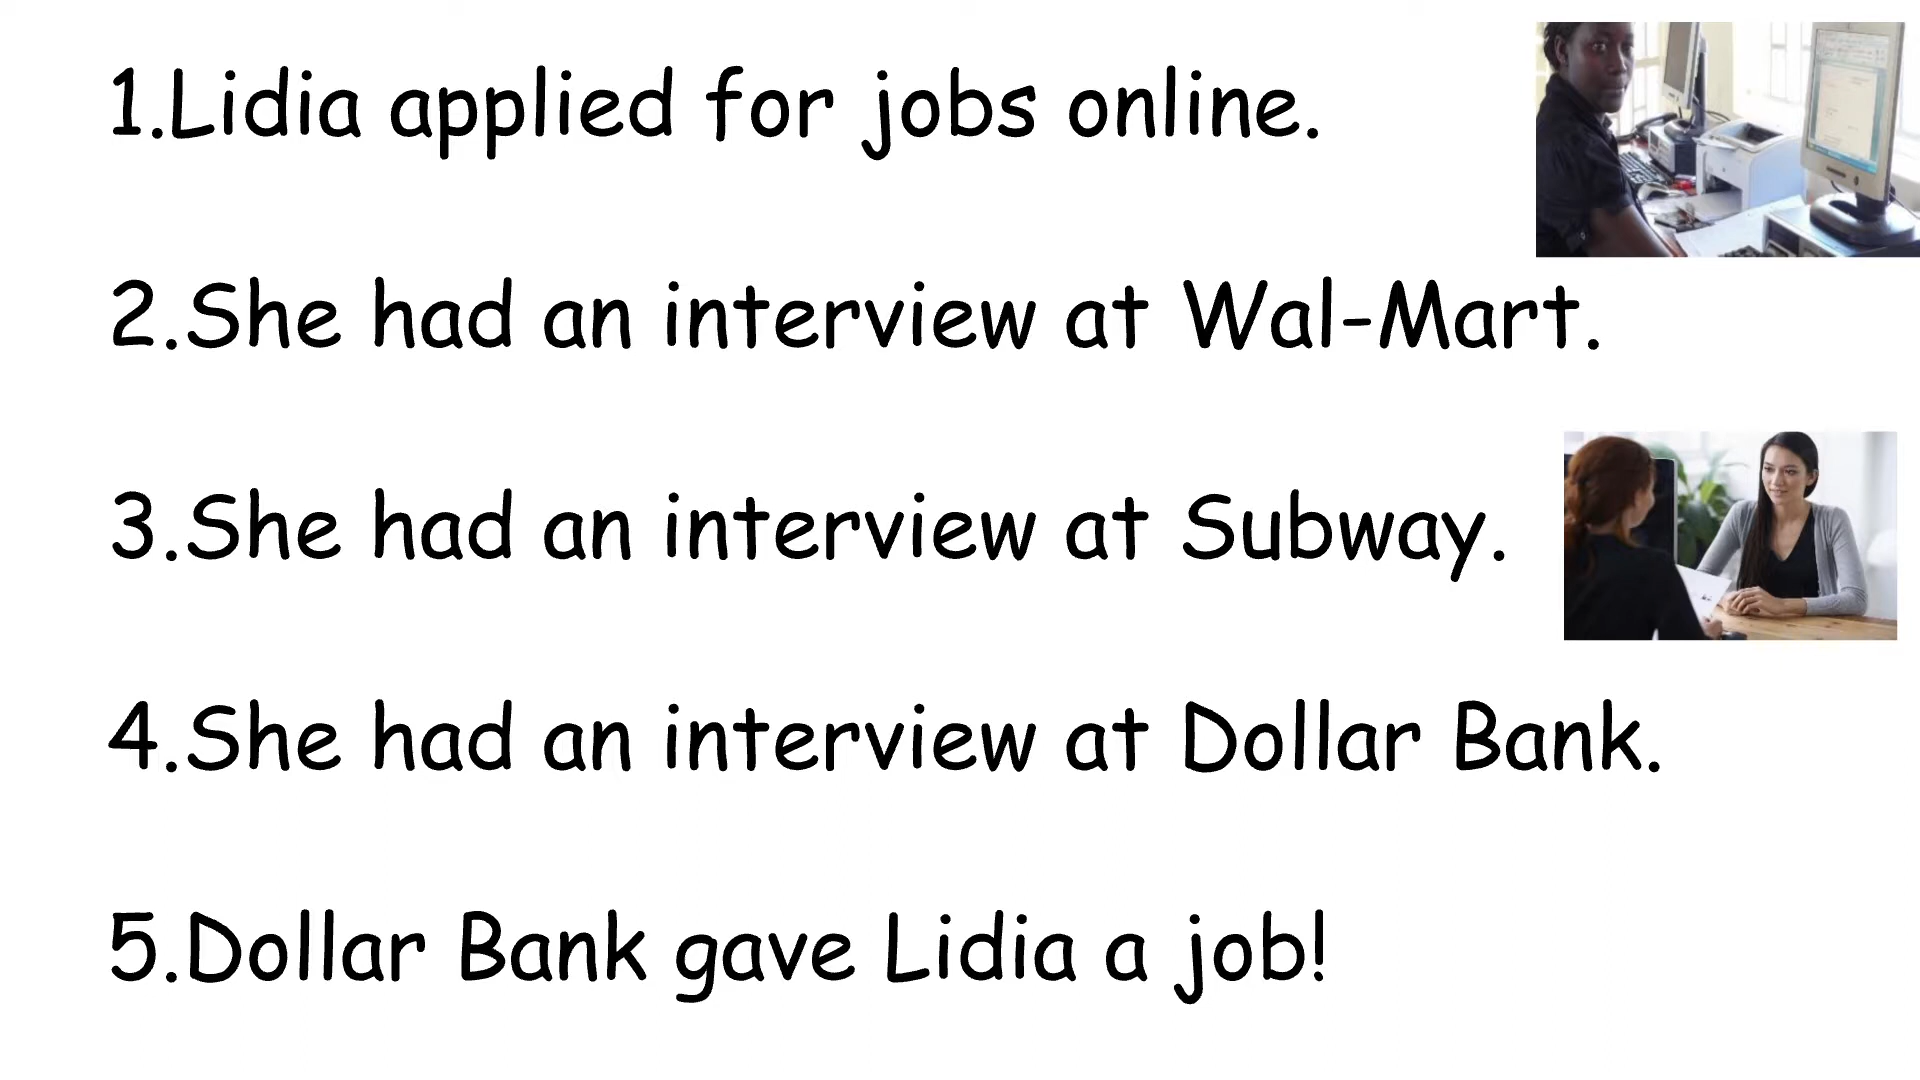 1.Lidia applied for jobs online.
2.She had an interview at Wal-Mart.
3.She had an interview at Subway.
4.She had an interview at Dollar Bank.
5.Dollar Bank gave Lidia a job!